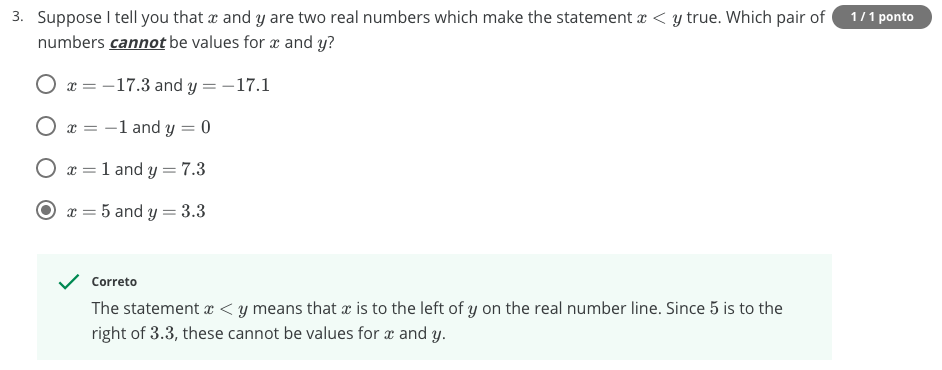 3. Suppose I tell you that x and y are two real numbers which make the statement x < y true. Which pair of
1 / 1 ponto
numbers cannot be values for x and y?
x = −17.3 and y = −17.1
x = −1 and y = 0
x = 1 and y = 7.3
x = 5 and y = 3.3
Correto
The statement x < y means that x is to the left of y on the real number line. Since 5 is to the
right of 3.3, these cannot be values for x and y.